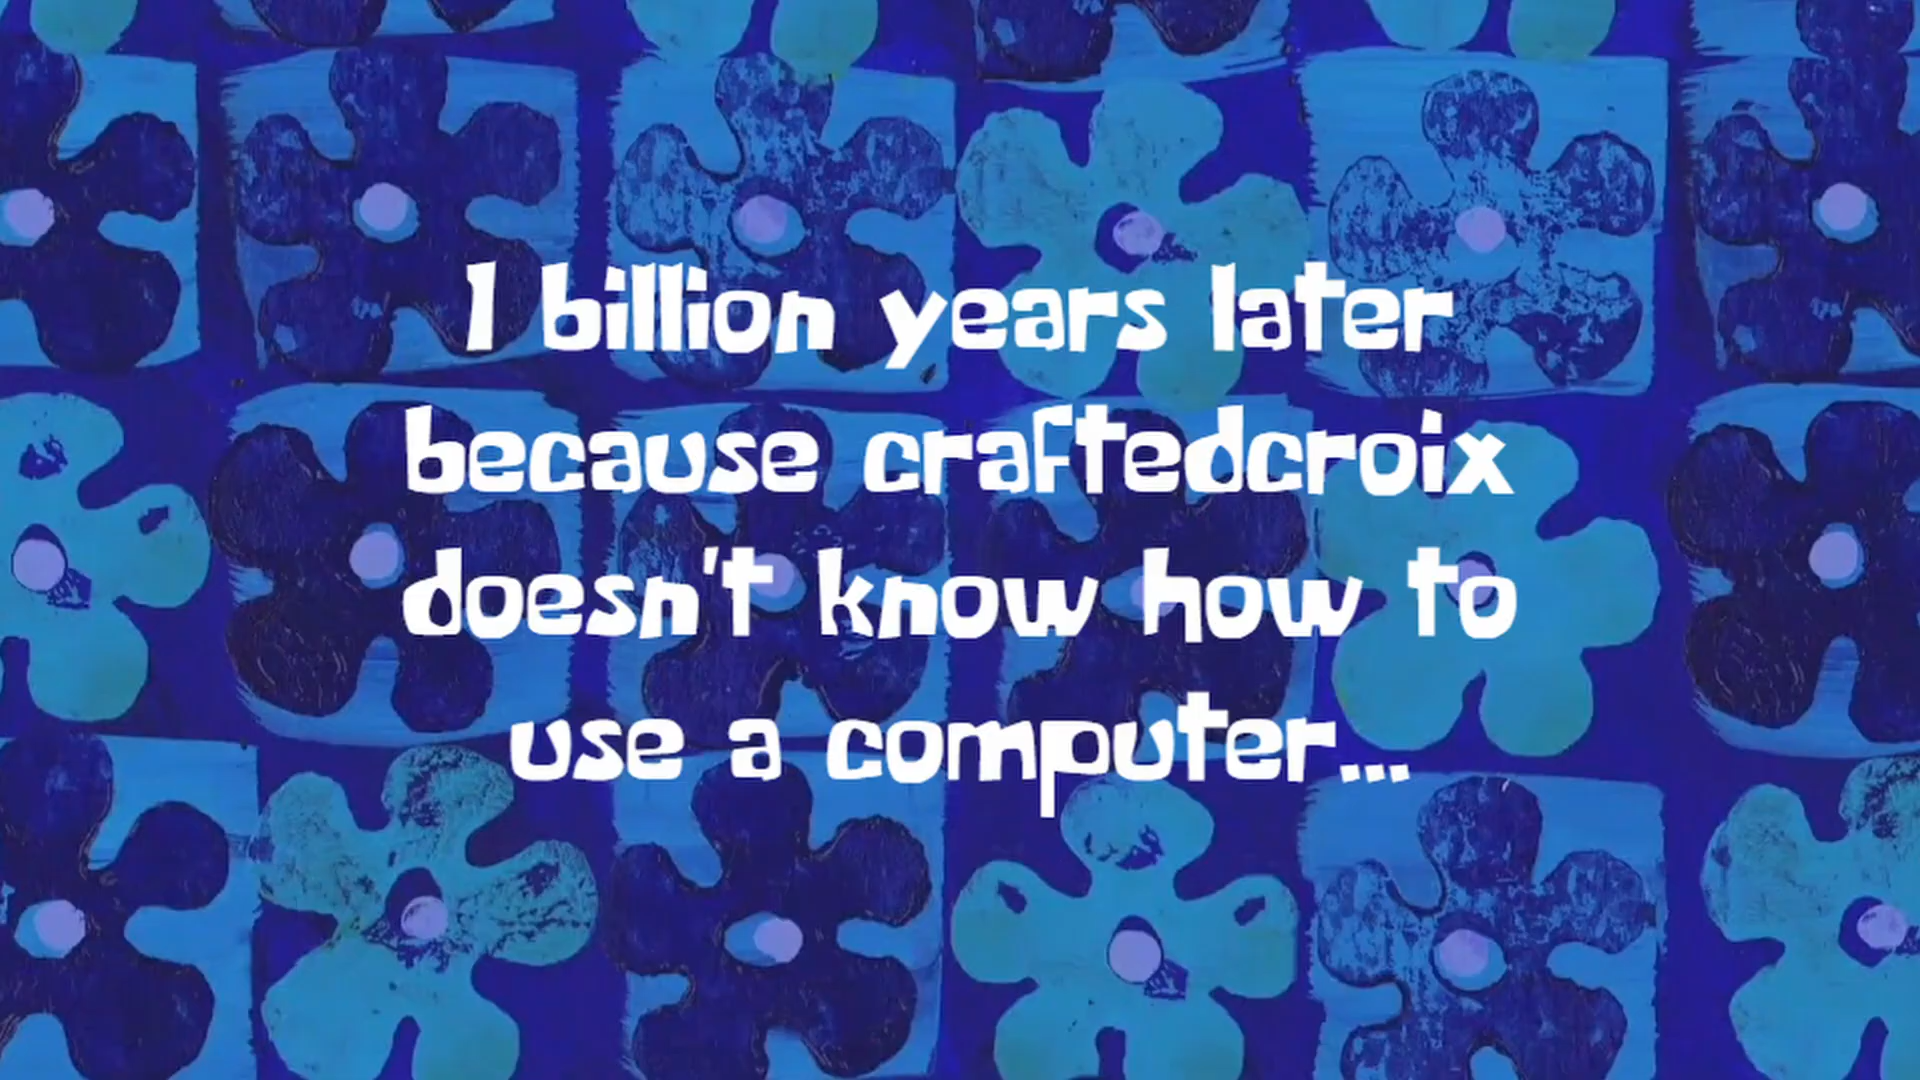 1 billion years later
because craftedcroix
doesn't know how to
use a computer...